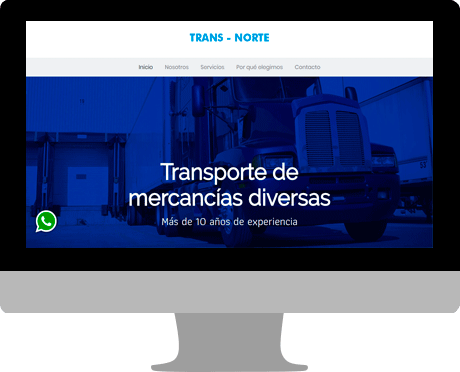 TRANS - NORTE
Inicio Nosotros Servicios Por qué elegirnos Contacto
Transporte de
mercancías diversas
Más de 10 años de experiencia